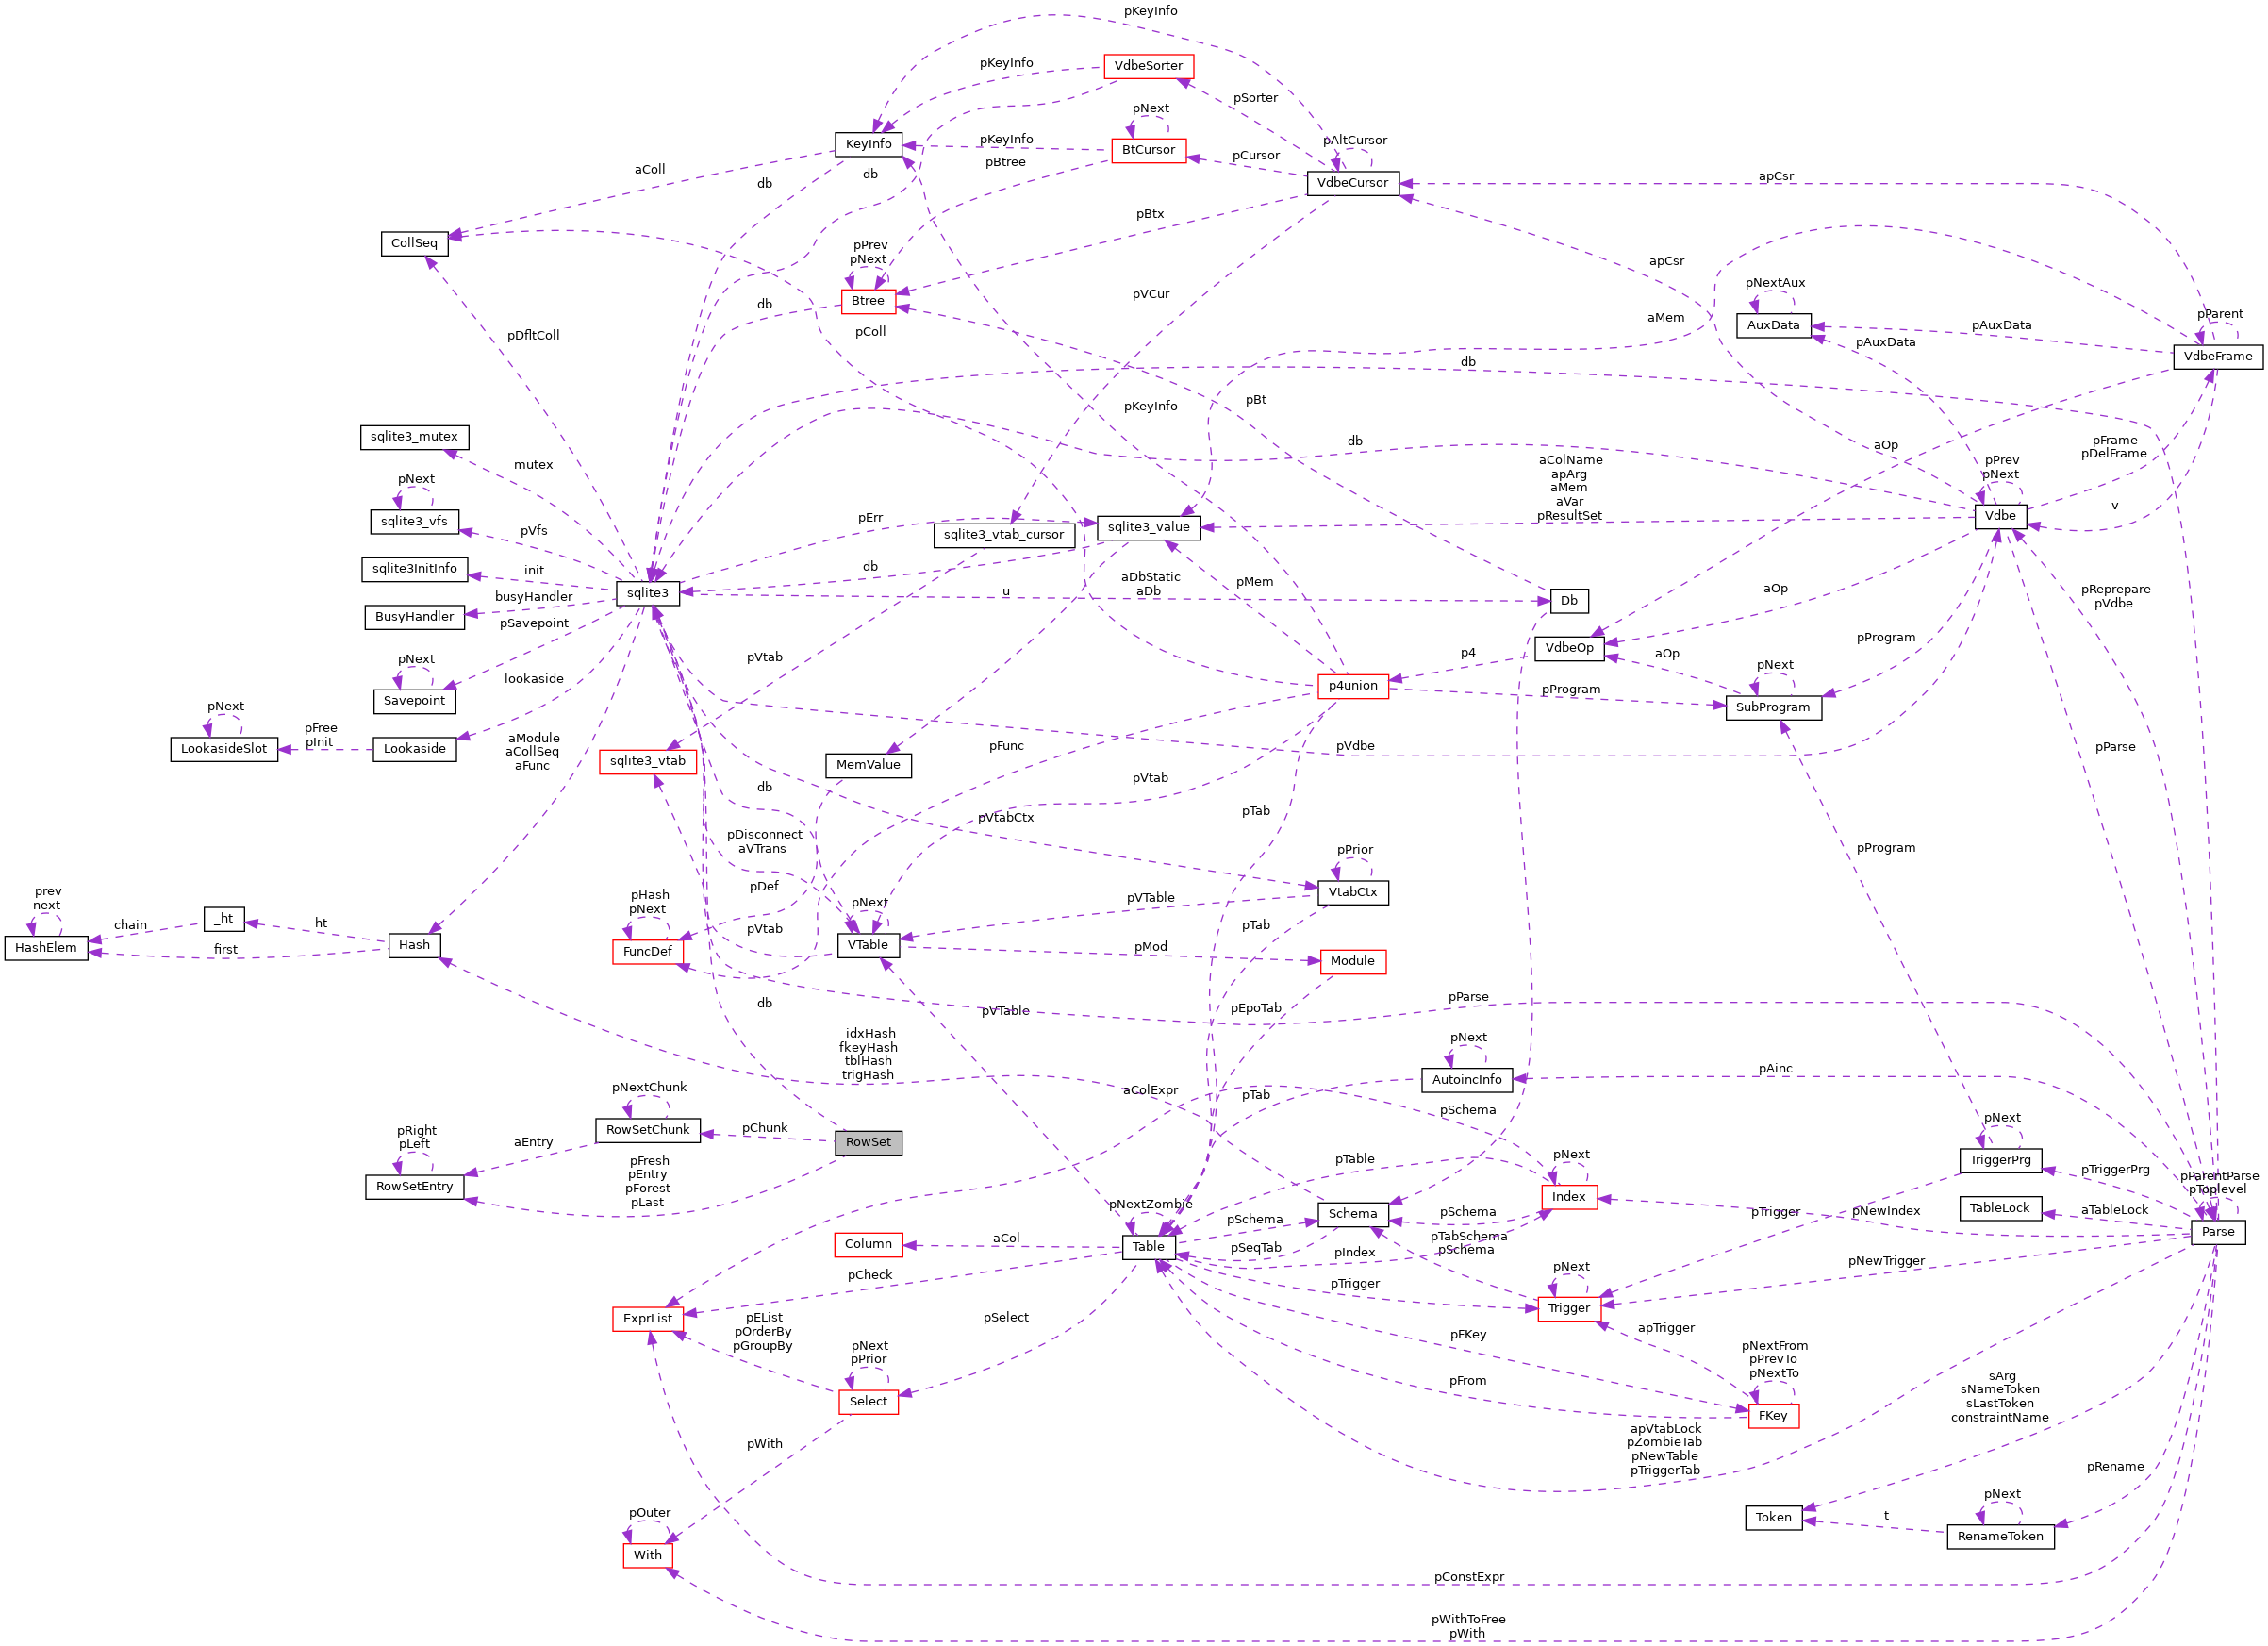 pKeyInfo
VdbeSorter
pKeyInfo
pSorter
pNext
pAltCursor
KeyInfo
pKeyInfo
BtCursor
pCursor
pBtree
aColl
db
db
VdbeCursor
apCsr
CollSeq
pBtx
pPrev
pNext
Btree
apCsr
pNextAux
AuxData
pVCur
db
pDfltColl
pColl
aMem
pAuxData
pAuxData
pParent
VdbeFrame
db
pKeyInfo
pBt
sqlite3_mutex
mutex
db
aOp
pFrame
pDelFrame
aColName
apArg
aMem
aVar
pResultSet
pPrev
pNext
Vdbe
v
pNext
sqlite3_vfs
pVfs
pErr
sqlite3_vtab_cursor
sqlite3_value
sqlite3InitInfo
init
db
aDbStatic
aDb
pMem
busyHandler
BusyHandler
sqlite3
u
Db
aOp
pReprepare
pVdbe
pSavepoint
pNext
Savepoint
pVtab
VdbeOp
pProgram
lookaside
p4
aOp
pNext
p4union
pProgram
SubProgram
pNext
LookasideSlot
pFree
pInit
Lookaside
aModule
aCollSeq
aFunc
sqlite3_vtab
MemValue
pFunc
pVtab
pVdbe
pParse
db
pVtabCtx
pTab
pDisconnect
aVTrans
pPrior
VtabCtx
pProgram
prev
next
HashElem
chain
_ht
ht
first
Hash
pHash
pNext
FuncDef
pDef
pVtab
pNext
VTable
pVTable
pTab
pMod
Module
db
pVTable
pEpoTab
pParse
idxHash
fkeyHash
tblHash
trigHash
pNext
AutoincInfo
pAinc
pNextChunk
RowSetChunk
aColExpr
pTab
pSchema
pNext
TriggerPrg
pRight
pLeft
RowSetEntry
aEntry
pChunk
RowSet
pFresh
pEntry
pForest
pLast
pTable
pNext
Index
pTriggerPrg
pParentParse
pToplevel
Parse
TableLock
aTableLock
pNextZombie
Schema
pSchema
pTrigger
pNewIndex
Column
aCol
Table
pSchema
pSeqTab
pTabSchema
pSchema
pIndex
pCheck
pTrigger
pNext
Trigger
pNewTrigger
ExprList
pEList
pOrderBy
pGroupBy
pSelect
pFKey
apTrigger
pNext
pPrior
Select
pFrom
pNextFrom
pPrevTo
pNextTo
FKey
sArg
sNameToken
sLastToken
constraintName
pWith
apVtabLock
pZombieTab
pNewTable
pTriggerTab
pRename
pOuter
With
Token
t
pNext
RenameToken
pConstExpr
pWithToFree
pWith